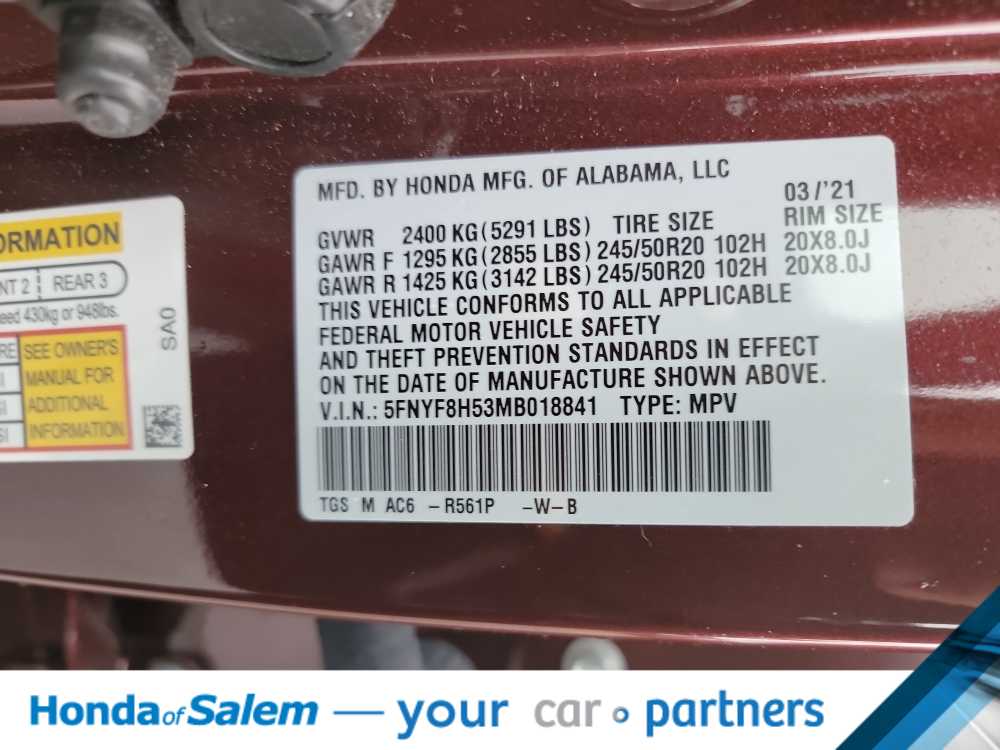 ORMATION
NT 2 REAR 3
eed 430kg or 948lbs.
RE SEE OWNER'S
MANUAL FOR
ADDITIONAL
INFORMATION
SA0
MFD. BY HONDA MFG. OF ALABAMA, LLC
03/'21
GVWR 2400 KG(5291 LBS) TIRE SIZE RIM SIZE
GAWR F 1295 KG(2855 LBS) 245/50R20 102H 20X8.0J
GAWR R 1425 KG(3142 LBS) 245/50R20 102H 20X8.0J
THIS VEHICLE CONFORMS TO ALL APPLICABLE
FEDERAL MOTOR VEHICLE SAFETY
AND THEFT PREVENTION STANDARDS IN EFFECT
ON THE DATE OF MANUFACTURE SHOWN ABOVE.
V.I.N.: 5FNYF8H53MB018841 TYPE: MPV
TGS M AC6 -R561P -W-B
Honda of Salem — your car partners